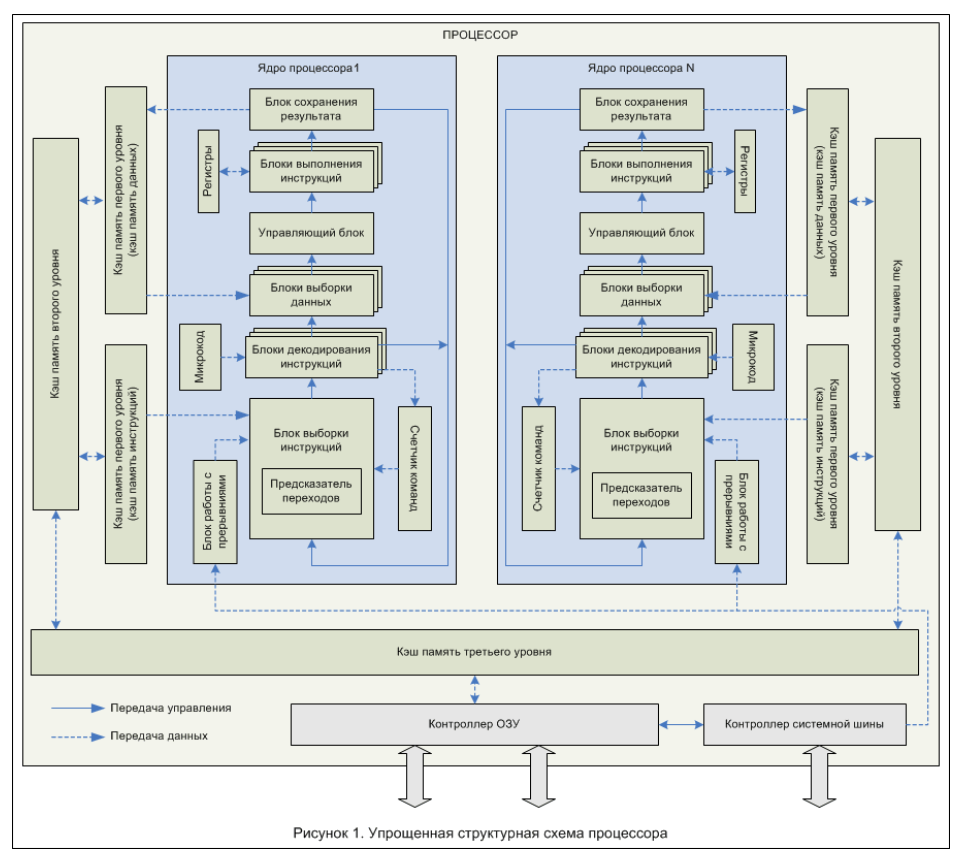 ПРОЦЕССОР
Ядро процессора1
Блок сохранения
результата
Блоки выполнения
инструкций
Регистры
Управляющий блок
Блоки выборки
данных
Микрокод
Блоки декодирования
инструкций
Блок выборки
инструкций
Предсказатель
переходов
Счетчик команд
Блок работы с
прерывниями
Кэш память первого уровня
(кэш память данных)
Кэш память первого уровня
(кэш память инструкций)
Кэш память второго уровня
Ядро процессора N
Блок сохранения
результата
Блоки выполнения
инструкций
Регистры
Управляющий блок
Блоки выборки
данных
Блоки декодирования
инструкций
Микрокод
Счетчик команд
Блок выборки
инструкций
Предсказатель
переходов
Блок работы с
прерывниями
Кэш память первого уровня
(кэш память данных)
Кэш память первого уровня
(кэш память инструкций)
Кэш память второго уровня
Кэш память третьего уровня
Передача управления
Передача данных
Контроллер ОЗУ
Контроллер системной шины
Рисунок 1. Упрощенная структурная схема процессора